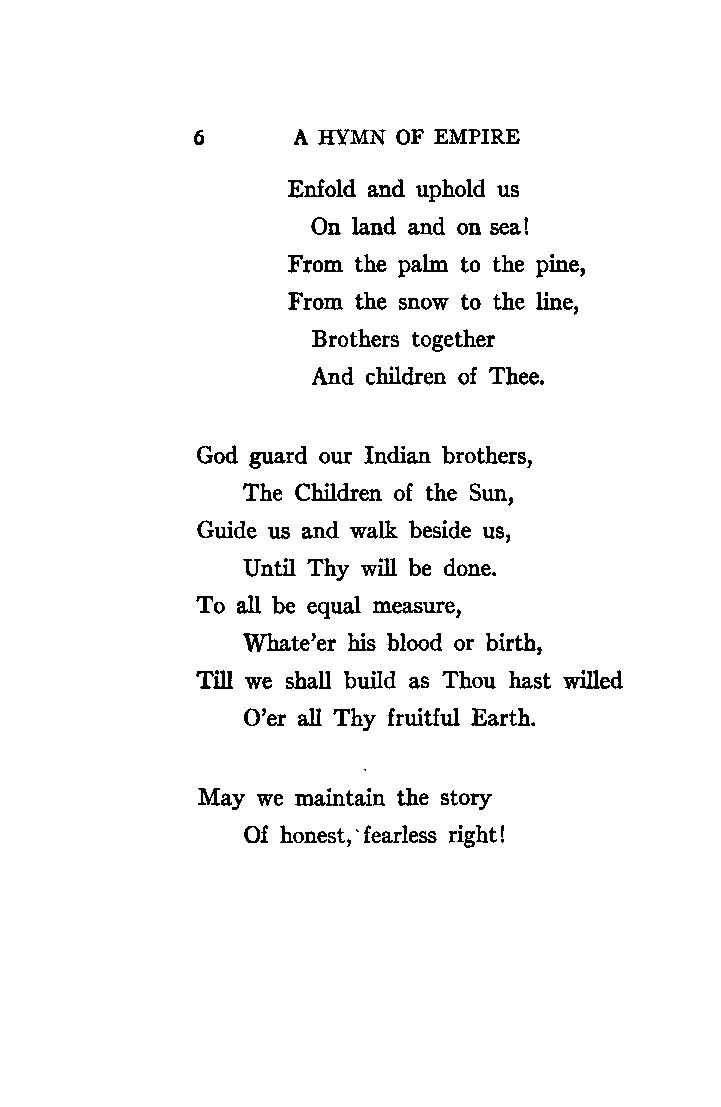 6 A HYMN OF EMPIRE
Enfold and uphold us
On land and on sea!
From the palm to the pine,
From the snow to the line,
Brothers together
And children of Thee.
God guard our Indian brothers,
The Children of the Sun,
Guide us and walk beside us,
Until Thy will be done.
To all be equal measure,
Whate'er his blood or birth,
Till we shall build as Thou hast willed
O'er all Thy fruitful Earth.
May we maintain the story
Of honest, fearless right!